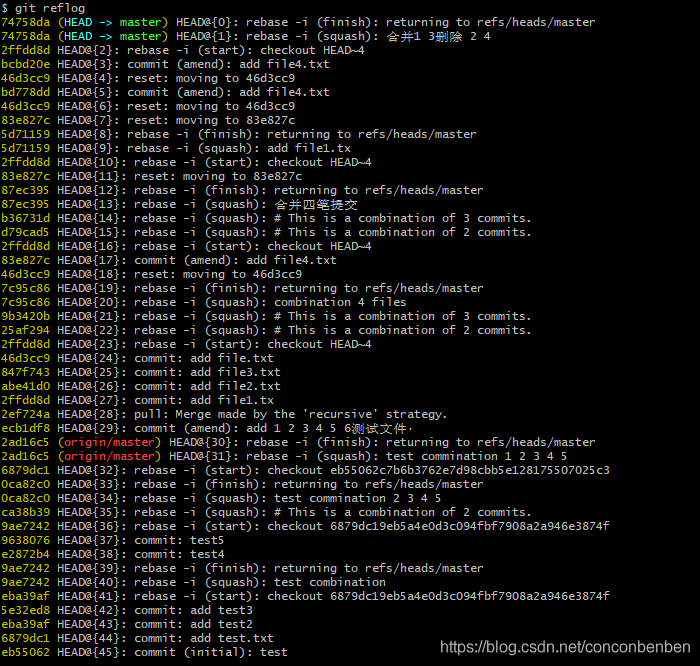 $ git reflog
74758da (HEAD -> master) HEAD@{0}: rebase -i (finish): returning to refs/heads/master
74758da (HEAD -> master) HEAD@{1}: rebase -i (squash): 合并1 3删除 2 4
2ffdd8d HEAD@{2}: rebase -i (start): checkout HEAD~4
bcbd20e HEAD@{3}: commit (amend): add file4.txt
46d3cc9 HEAD@{4}: reset: moving to 46d3cc9
bd778dd HEAD@{5}: commit (amend): add file4.txt
46d3cc9 HEAD@{6}: reset: moving to 46d3cc9
83e827c HEAD@{7}: reset: moving to 83e827c
5d71159 HEAD@{8}: rebase -i (finish): returning to refs/heads/master
5d71159 HEAD@{9}: rebase -i (squash): add file1.tx
2ffdd8d HEAD@{10}: rebase -i (start): checkout HEAD~4
83e827c HEAD@{11}: reset: moving to 83e827c
87ec395 HEAD@{12}: rebase -i (finish): returning to refs/heads/master
87ec395 HEAD@{13}: rebase -i (squash): 合并四笔提交
b36731d HEAD@{14}: rebase -i (squash): # This is a combination of 3 commits.
d79cad5 HEAD@{15}: rebase -i (squash): # This is a combination of 2 commits.
2ffdd8d HEAD@{16}: rebase -i (start): checkout HEAD~4
83e827c HEAD@{17}: commit (amend): add file4.txt
46d3cc9 HEAD@{18}: reset: moving to 46d3cc9
7c95c86 HEAD@{19}: rebase -i (finish): returning to refs/heads/master
7c95c86 HEAD@{20}: rebase -i (squash): combination 4 files
9b3420b HEAD@{21}: rebase -i (squash): # This is a combination of 3 commits.
25af294 HEAD@{22}: rebase -i (squash): # This is a combination of 2 commits.
2ffdd8d HEAD@{23}: rebase -i (start): checkout HEAD~4
46d3cc9 HEAD@{24}: commit: add file.txt
847f743 HEAD@{25}: commit: add file3.txt
abe41d0 HEAD@{26}: commit: add file2.txt
2ffdd8d HEAD@{27}: commit: add file1.tx
2ef724a HEAD@{28}: pull: Merge made by the 'recursive' strategy.
ecb1df8 HEAD@{29}: commit (amend): add 1 2 3 4 5 6测试文件·
2ad16c5 (origin/master) HEAD@{30}: rebase -i (finish): returning to refs/heads/master
2ad16c5 (origin/master) HEAD@{31}: rebase -i (squash): test commination 1 2 3 4 5
6879dc1 HEAD@{32}: rebase -i (start): checkout eb55062c7b6b3762e7d98cbb5e128175507025c3
0ca82c0 HEAD@{33}: rebase -i (finish): returning to refs/heads/master
0ca82c0 HEAD@{34}: rebase -i (squash): test commination 2 3 4 5
ca38b39 HEAD@{35}: rebase -i (squash): # This is a combination of 2 commits.
9ae7242 HEAD@{36}: rebase -i (start): checkout 6879dc19eb5a4e0d3c094fbf7908a2a946e3874f
9638076 HEAD@{37}: commit: test5
e2872b4 HEAD@{38}: commit: test4
9ae7242 HEAD@{39}: rebase -i (finish): returning to refs/heads/master
9ae7242 HEAD@{40}: rebase -i (squash): test combination
eba39af HEAD@{41}: rebase -i (start): checkout 6879dc19eb5a4e0d3c094fbf7908a2a946e3874f
5e32ed8 HEAD@{42}: commit: add test3
eba39af HEAD@{43}: commit: add test2
6879dc1 HEAD@{44}: commit: add test.txt
eb55062 HEAD@{45}: commit (initial): test
https://blog.csdn.net/conconbenben